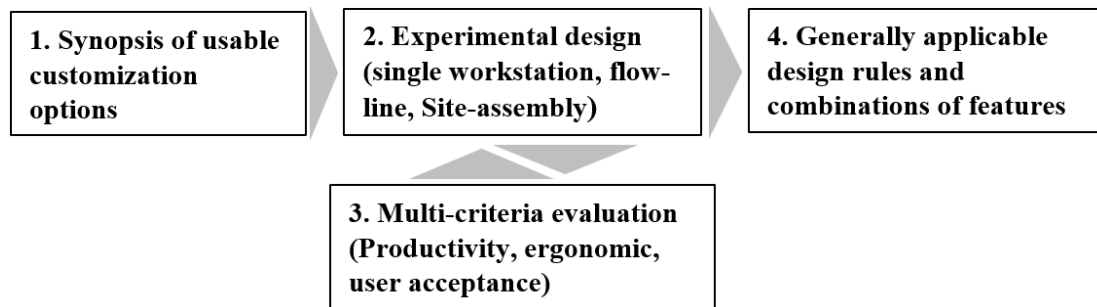 1. Synopsis of usable
customization
options
2. Experimental design
(single workstation, flow-
line, Site-assembly)
4. Generally applicable
design rules and
combinations of features
3. Multi-criteria evaluation
(Productivity, ergonomic,
user acceptance)